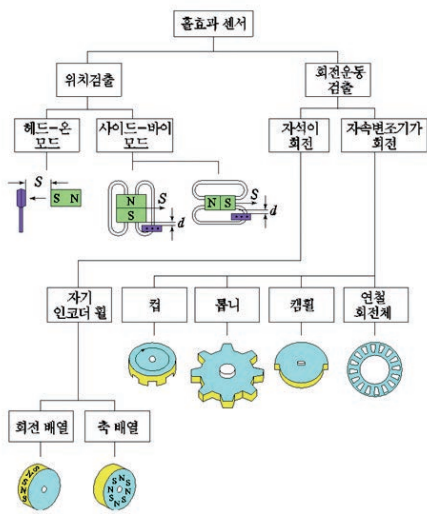 홀효과 센서
위치검출
회전운동
검출
헤드-온
모드
사이드-바이
모드
자석이
회전
자속변조기가
회전
S
S N
N
S
S
d
N S
S
d
자기
인코더 휠
컵
톱니
캠휠
연철
회전체
회전 배열
축 배열
S N S N S
N S N S N S N